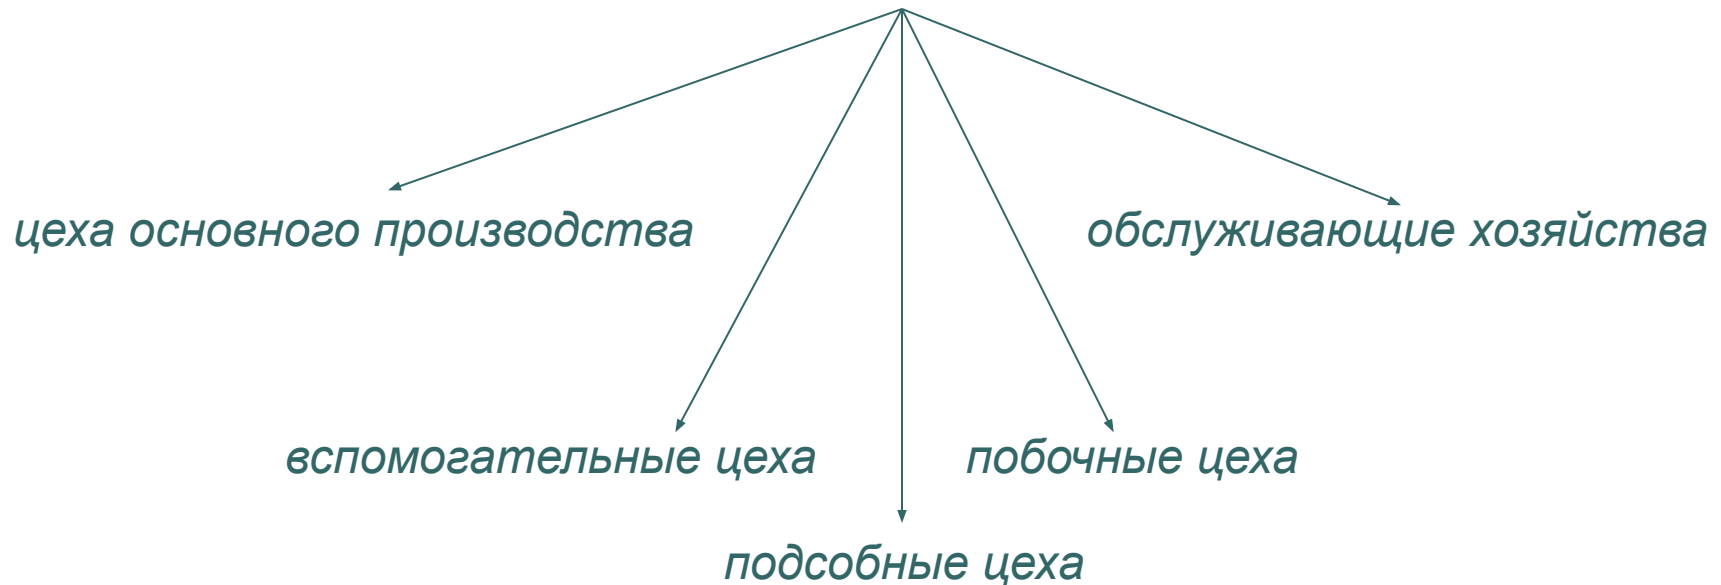 цеха основного производства
обслуживающие хозяйства
вспомогательные цеха
побочные цеха
подсобные цеха